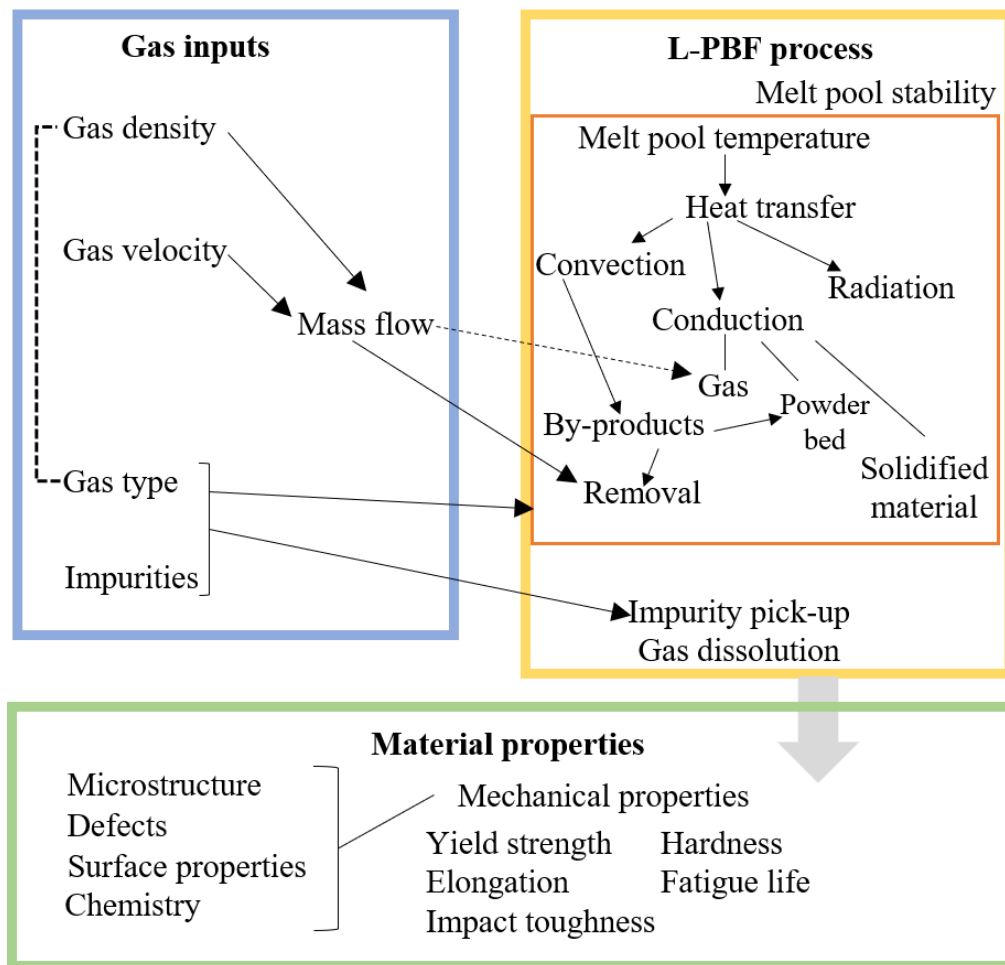 Gas inputs
Gas density
Gas velocity
Mass flow
Gas type
Impurities
L-PBF process
Melt pool stability
Melt pool temperature
Heat transfer
Convection
Radiation
Conduction
Gas
Powder
bed
By-products
Solidified
material
Removal
Impurity pick-up
Gas dissolution
Material properties
Microstructure
Defects
Surface properties
Chemistry
Mechanical properties
Yield strength
Hardness
Elongation
Fatigue life
Impact toughness